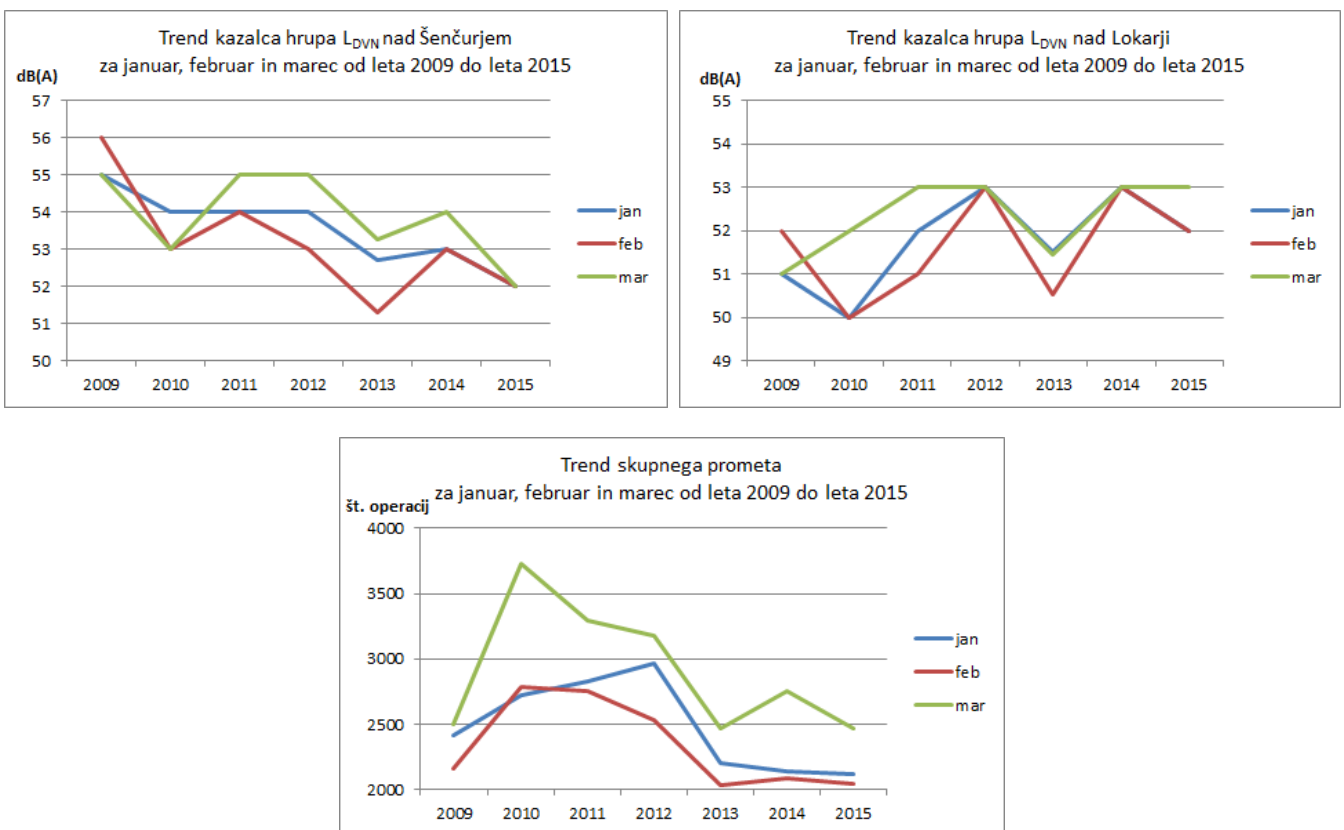 Trend kazalca hrupa LDVN nad Šenčurjem
za januar, februar in marec od leta 2009 do leta 2015
dB(A)
57
56
55
54
53
52
51
50
2009 2010 2011 2012 2013 2014 2015
jan
feb
mar
Trend kazalca hrupa LDVN nad Lokarji
za januar, februar in marec od leta 2009 do leta 2015
dB(A)
55
54
53
52
51
50
49
2009 2010 2011 2012 2013 2014 2015
jan
feb
mar
Trend skupnega prometa
za januar, februar in marec od leta 2009 do leta 2015
št. operacij
4000
3500
3000
2500
2000
2009 2010 2011 2012 2013 2014 2015
jan
feb
mar